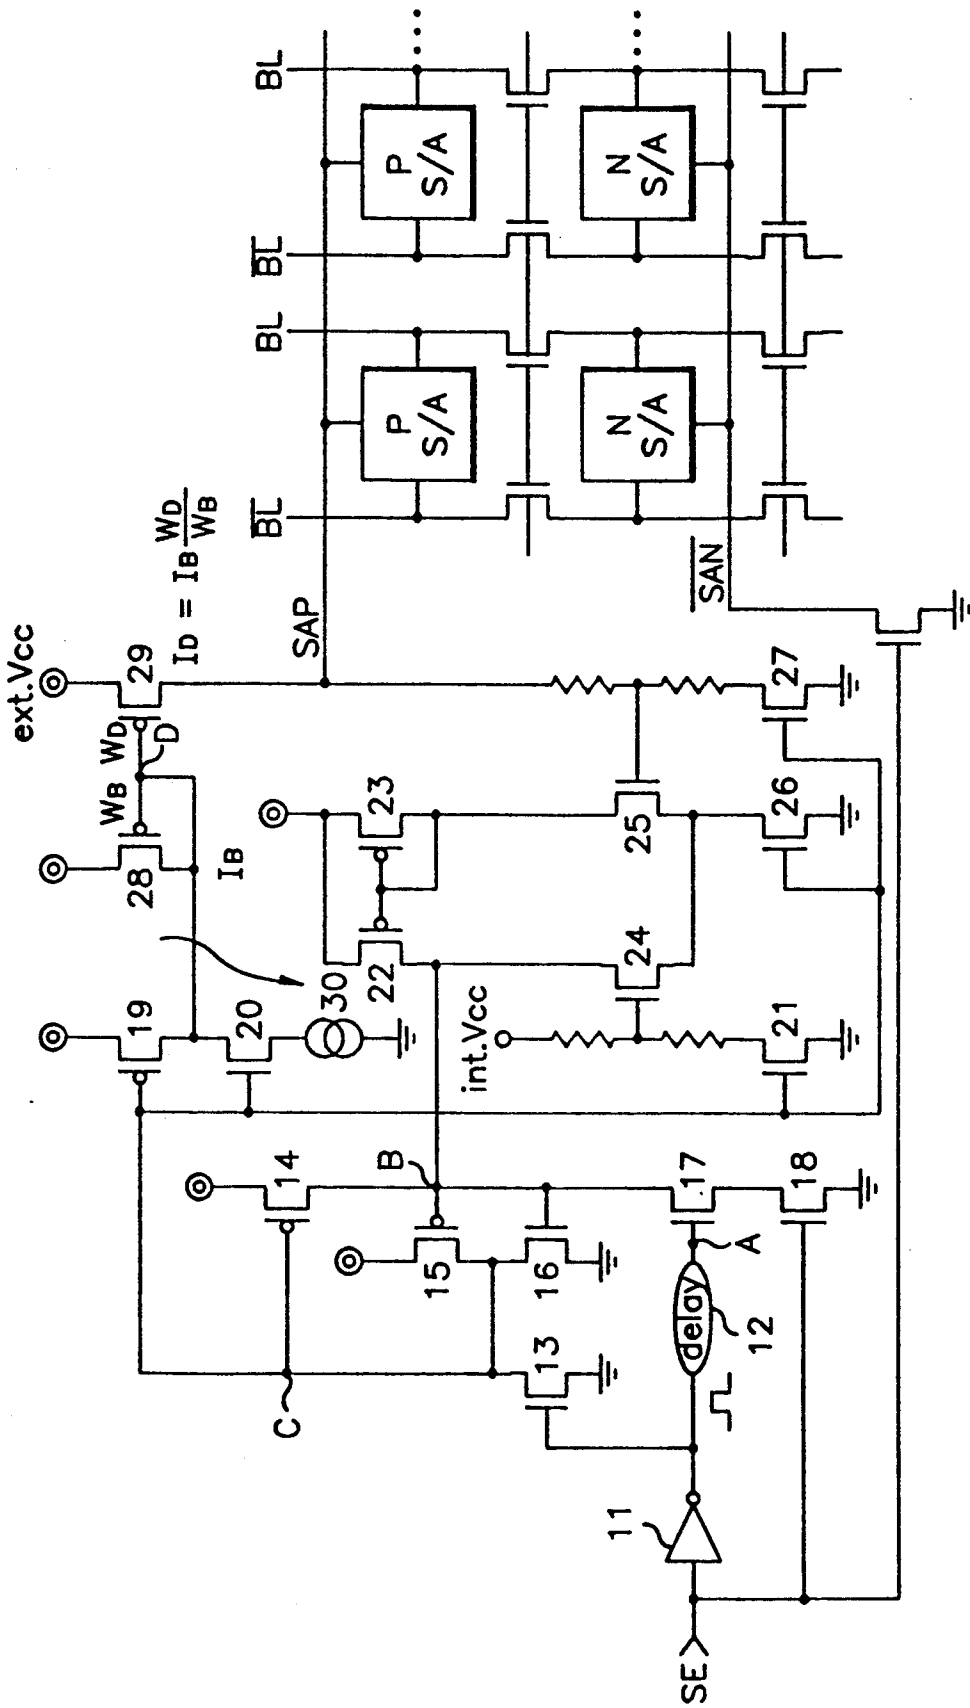 ext.Vcc
BL
BL
BL
BL
28
WB
WD
D
29
ID = IB WD/WB
IB
19
20
30
SAP
P
S/A
P
S/A
14
22
23
C
B
15
16
13
int.Vcc
24
25
N
S/A
N
S/A
SAN
11
delay
12
A
17
18
21
26
27
SE